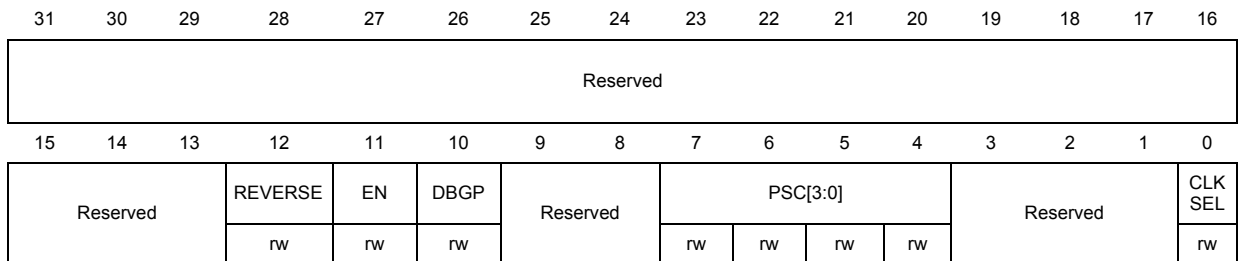 31 30 29 28 27 26 25 24 23 22 21 20 19 18 17 16
Reserved
15 14 13 12 11 10 9 8 7 6 5 4 3 2 1 0
Reserved REVERSE EN DBGP Reserved PSC[3:0] Reserved CLK
SEL
rw rw rw rw rw rw rw rw